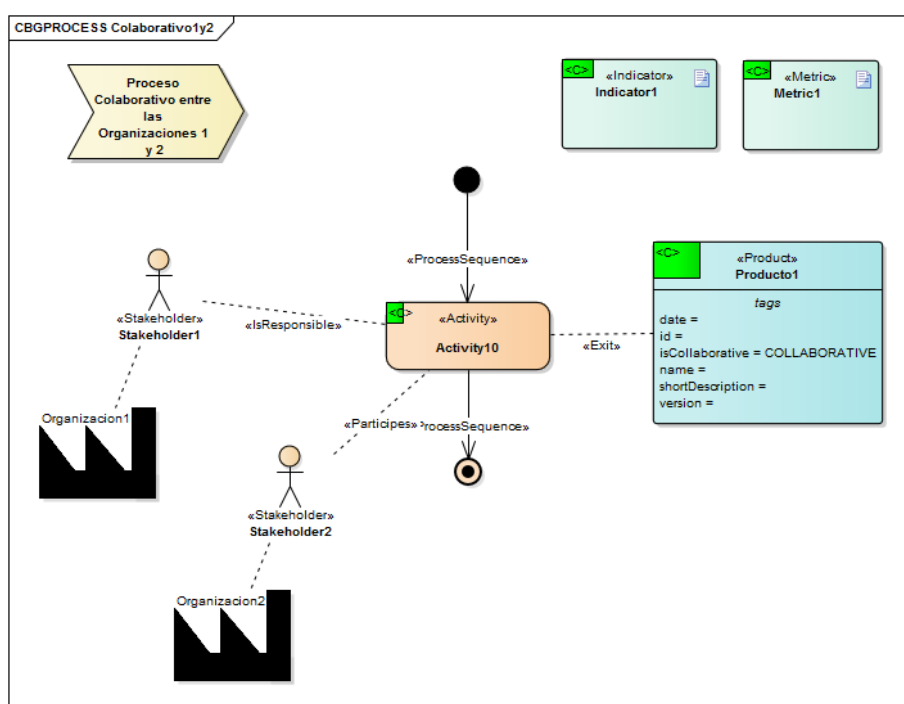 CBGPROCESS Colaborativo1y2
Proceso
Colaborativo entre
las
Organizaciones 1
y 2
<C>
«Indicator»
Indicator1
<C>
«Metric»
Metric1
«ProcessSequence»
<C>
«Product»
Producto1
tags
date =
id =
isCollaborative = COLLABORATIVE
name =
shortDescription =
version =
«Stakeholder»
Stakeholder1
«IsResponsible»
<C>
«Activity»
Activity10
«Exit»
Organizacion1
«Participes»
ProcessSequence»
«Stakeholder»
Stakeholder2
Organizacion2